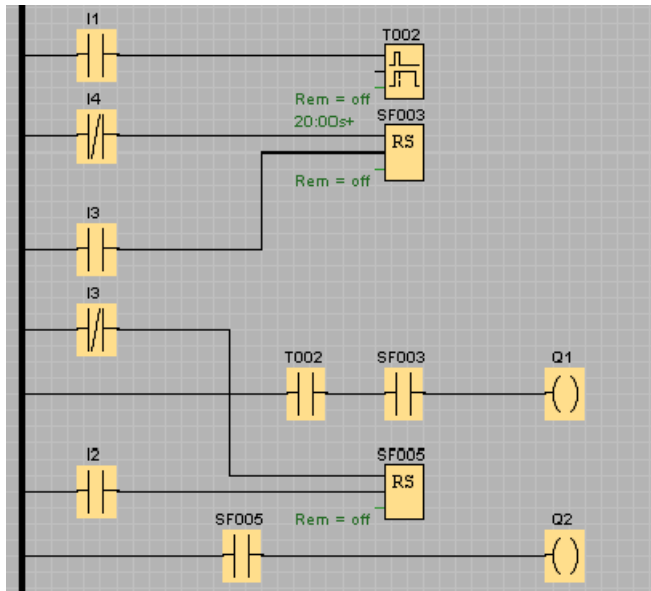 I1
T002
Rem = off
I4
20:00s+
SF003
RS
Rem = off
I3
I3
T002
SF003
Q1
I2
SF005
RS
SF005
Rem = off
Q2